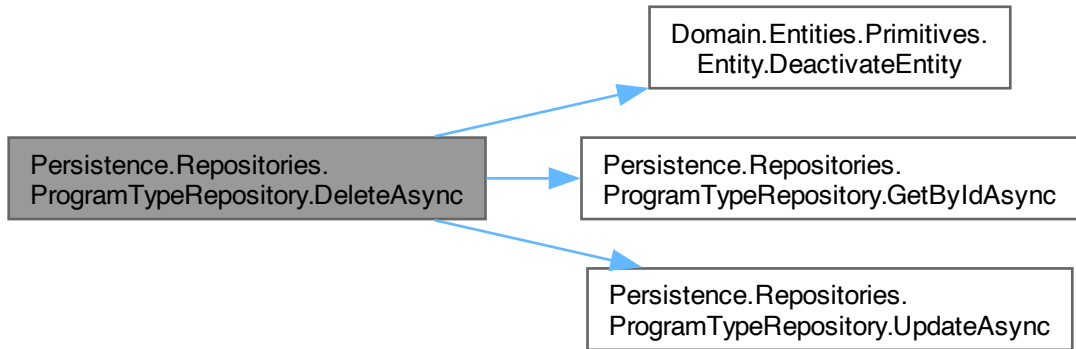 Domain.Entities.Primitives.
Entity.DeactivateEntity
Persistence.Repositories.
ProgramTypeRepository.DeleteAsync
Persistence.Repositories.
ProgramTypeRepository.GetByIdAsync
Persistence.Repositories.
ProgramTypeRepository.UpdateAsync